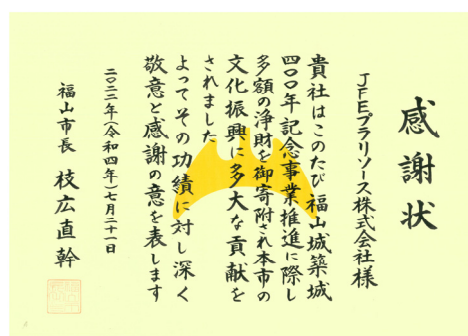 感謝状
JFEプラリソース株式会社様
貴社はこのたび福山城築城
四〇〇年記念事業推進に際し
多額の浄財を御寄附され本市の
文化振興に多大な貢献を
されました
よってその功績に対し深く
敬意と感謝の意を表します
二〇二二年(令和四年)七月二十一日
福山市長 枝広直幹